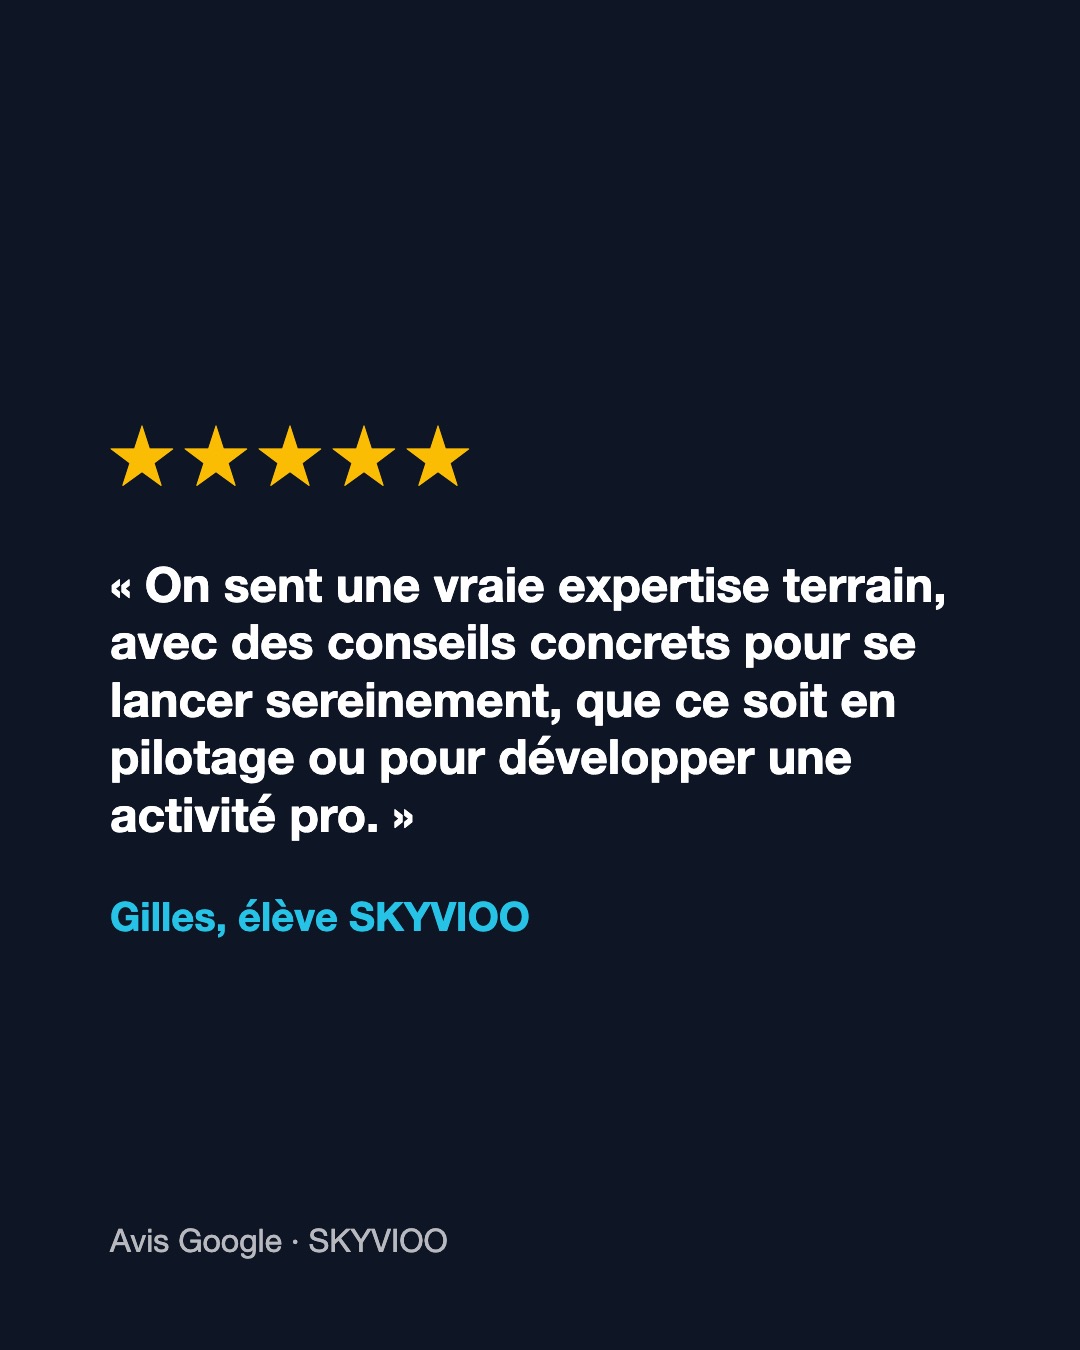 « On sent une vraie expertise terrain,
avec des conseils concrets pour se
lancer sereinement, que ce soit en
pilotage ou pour développer une
activité pro. »
Gilles, élève SKYVIOO
Avis Google · SKYVIOO